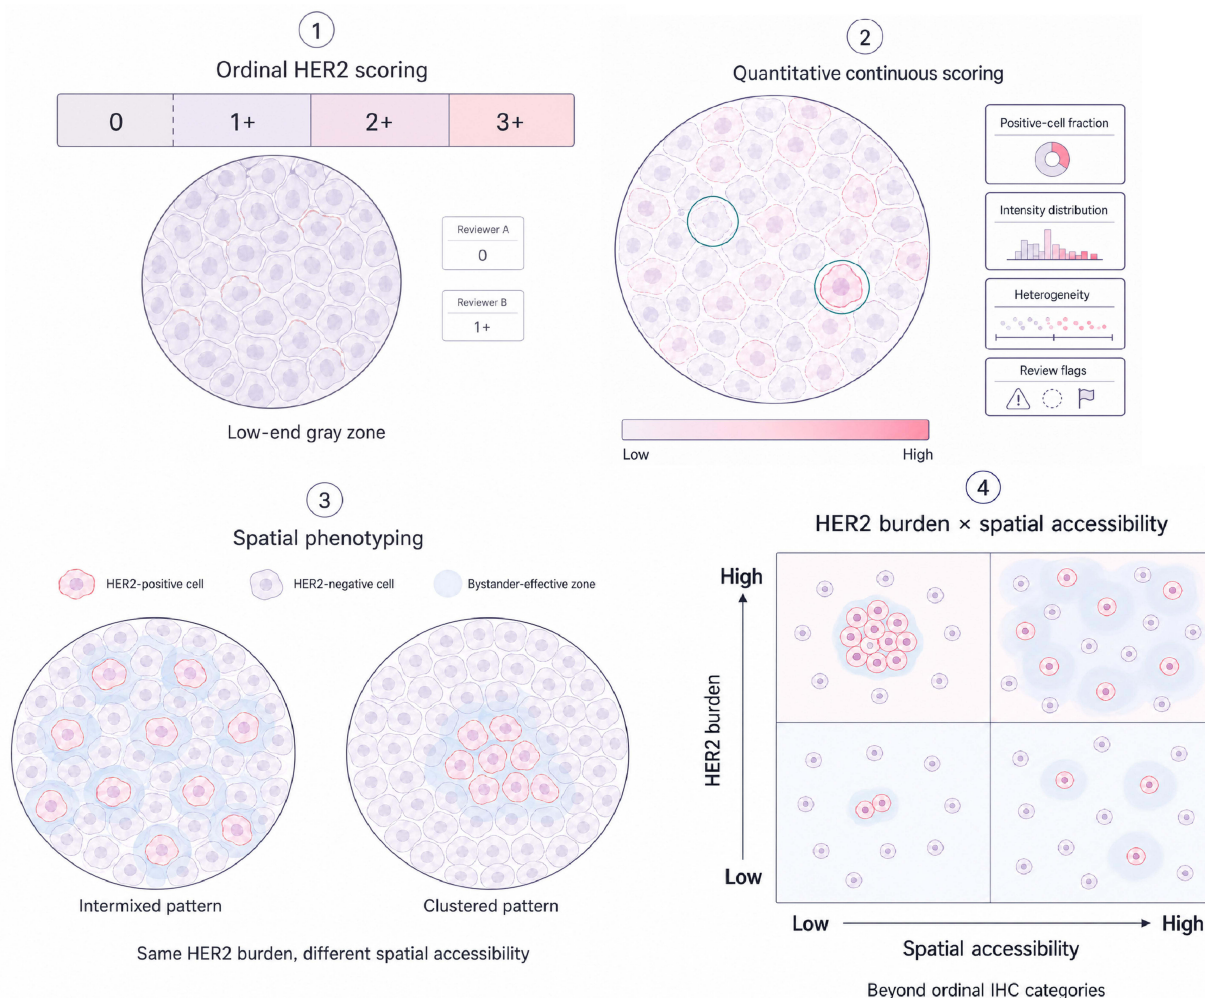 1
Ordinal HER2 scoring
0 1+ 2+ 3+
Reviewer A
0
Reviewer B
1+
Low-end gray zone
2
Quantitative continuous scoring
Positive-cell fraction
Intensity distribution
Heterogeneity
Review flags
!
Low High
3
Spatial phenotyping
HER2-positive cell HER2-negative cell Bystander-effective zone
Intermixed pattern Clustered pattern
Same HER2 burden, different spatial accessibility
4
HER2 burden × spatial accessibility
High
HER2 burden
Low
Low High
Spatial accessibility
Beyond ordinal IHC categories